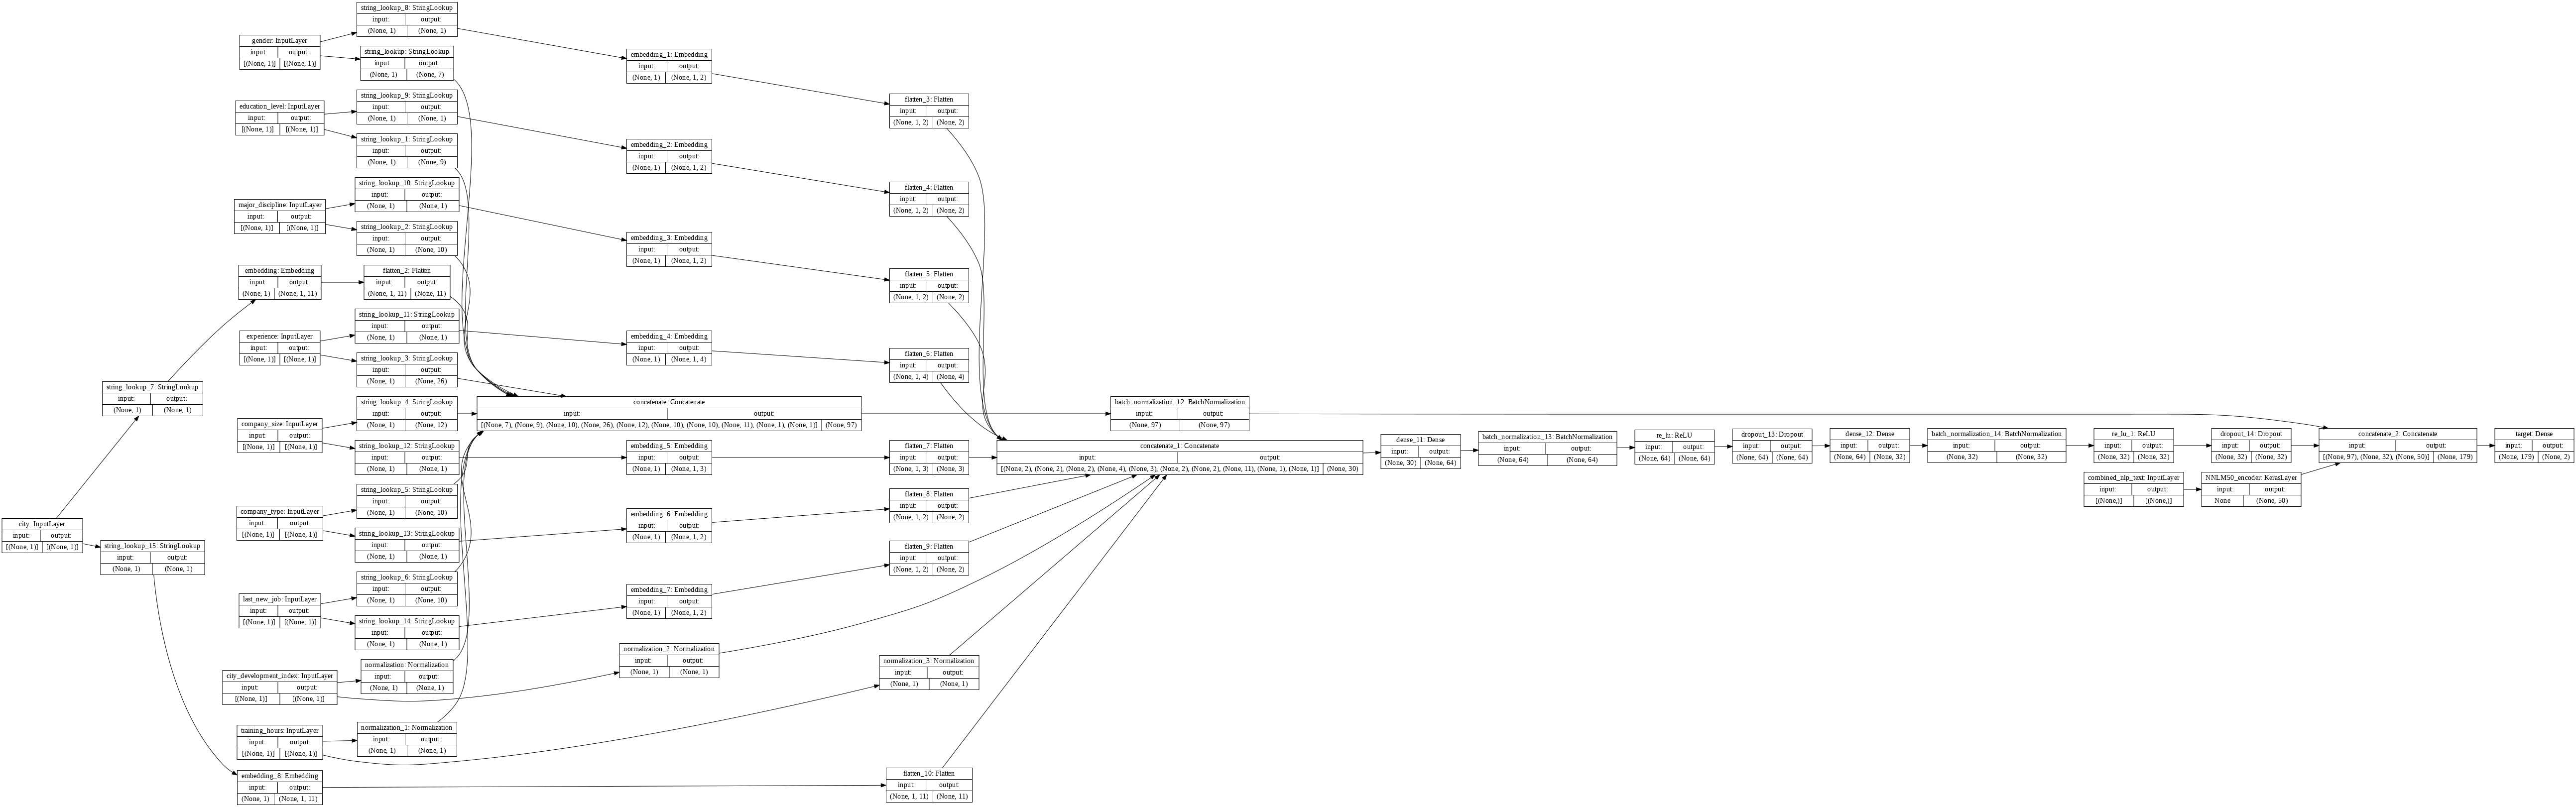 string_lookup_8: StringLookup
input: output:
(None, 1) (None, 1)
gender: InputLayer
input: output:
[(None, 1)] [(None, 1)]
string_lookup: StringLookup
input: output:
(None, 1) (None, 7)
embedding_1: Embedding
input: output:
(None, 1) (None, 1, 2)
string_lookup_9: StringLookup
input: output:
(None, 1) (None, 1)
flatten_3: Flatten
input: output:
(None, 1, 2) (None, 2)
education_level: InputLayer
input: output:
[(None, 1)] [(None, 1)]
string_lookup_1: StringLookup
input: output:
(None, 1) (None, 9)
embedding_2: Embedding
input: output:
(None, 1) (None, 1, 2)
string_lookup_10: StringLookup
input: output:
(None, 1) (None, 1)
flatten_4: Flatten
input: output:
(None, 1, 2) (None, 2)
major_discipline: InputLayer
input: output:
[(None, 1)] [(None, 1)]
string_lookup_2: StringLookup
input: output:
(None, 1) (None, 10)
embedding_3: Embedding
input: output:
(None, 1) (None, 1, 2)
embedding: Embedding
input: output:
(None, 1) (None, 1, 11)
flatten_2: Flatten
input: output:
(None, 1, 11) (None, 11)
flatten_5: Flatten
input: output:
(None, 1, 2) (None, 2)
string_lookup_11: StringLookup
input: output:
(None, 1) (None, 1)
experience: InputLayer
input: output:
[(None, 1)] [(None, 1)]
embedding_4: Embedding
input: output:
(None, 1) (None, 1, 4)
string_lookup_3: StringLookup
input: output:
(None, 1) (None, 26)
flatten_6: Flatten
input: output:
(None, 1, 4) (None, 4)
string_lookup_7: StringLookup
input: output:
(None, 1) (None, 1)
string_lookup_4: StringLookup
input: output:
(None, 1) (None, 12)
concatenate: Concatenate
input: output:
[(None, 7), (None, 9), (None, 10), (None, 26), (None, 12), (None, 10), (None, 10), (None, 11), (None, 1), (None, 1)] (None, 97)
batch_normalization_12: BatchNormalization
input: output:
(None, 97) (None, 97)
company_size: InputLayer
input: output:
[(None, 1)] [(None, 1)]
string_lookup_12: StringLookup
input: output:
(None, 1) (None, 1)
embedding_5: Embedding
input: output:
(None, 1) (None, 1, 3)
flatten_7: Flatten
input: output:
(None, 1, 3) (None, 3)
concatenate_1: Concatenate
input: output:
[(None, 2), (None, 2), (None, 2), (None, 4), (None, 3), (None, 2), (None, 2), (None, 11), (None, 1), (None, 1)] (None, 30)
dense_11: Dense
input: output:
(None, 30) (None, 64)
batch_normalization_13: BatchNormalization
input: output:
(None, 64) (None, 64)
re_lu: ReLU
input: output:
(None, 64) (None, 64)
dropout_13: Dropout
input: output:
(None, 64) (None, 64)
dense_12: Dense
input: output:
(None, 64) (None, 32)
batch_normalization_14: BatchNormalization
input: output:
(None, 32) (None, 32)
re_lu_1: ReLU
input: output:
(None, 32) (None, 32)
dropout_14: Dropout
input: output:
(None, 32) (None, 32)
concatenate_2: Concatenate
input: output:
[(None, 97), (None, 32), (None, 50)] (None, 179)
target: Dense
input: output:
(None, 179) (None, 2)
combined_nlp_text: InputLayer
input: output:
[(None,)] [(None,)]
NNLM50_encoder: KerasLayer
input: output:
None (None, 50)
string_lookup_5: StringLookup
input: output:
(None, 1) (None, 10)
flatten_8: Flatten
input: output:
(None, 1, 2) (None, 2)
company_type: InputLayer
input: output:
[(None, 1)] [(None, 1)]
embedding_6: Embedding
input: output:
(None, 1) (None, 1, 2)
city: InputLayer
input: output:
[(None, 1)] [(None, 1)]
string_lookup_13: StringLookup
input: output:
(None, 1) (None, 1)
string_lookup_15: StringLookup
input: output:
(None, 1) (None, 1)
flatten_9: Flatten
input: output:
(None, 1, 2) (None, 2)
string_lookup_6: StringLookup
input: output:
(None, 1) (None, 10)
embedding_7: Embedding
input: output:
(None, 1) (None, 1, 2)
last_new_job: InputLayer
input: output:
[(None, 1)] [(None, 1)]
string_lookup_14: StringLookup
input: output:
(None, 1) (None, 1)
normalization_2: Normalization
input: output:
(None, 1) (None, 1)
normalization: Normalization
input: output:
(None, 1) (None, 1)
normalization_3: Normalization
input: output:
(None, 1) (None, 1)
city_development_index: InputLayer
input: output:
[(None, 1)] [(None, 1)]
normalization_1: Normalization
input: output:
(None, 1) (None, 1)
training_hours: InputLayer
input: output:
[(None, 1)] [(None, 1)]
embedding_8: Embedding
input: output:
(None, 1) (None, 1, 11)
flatten_10: Flatten
input: output:
(None, 1, 11) (None, 11)